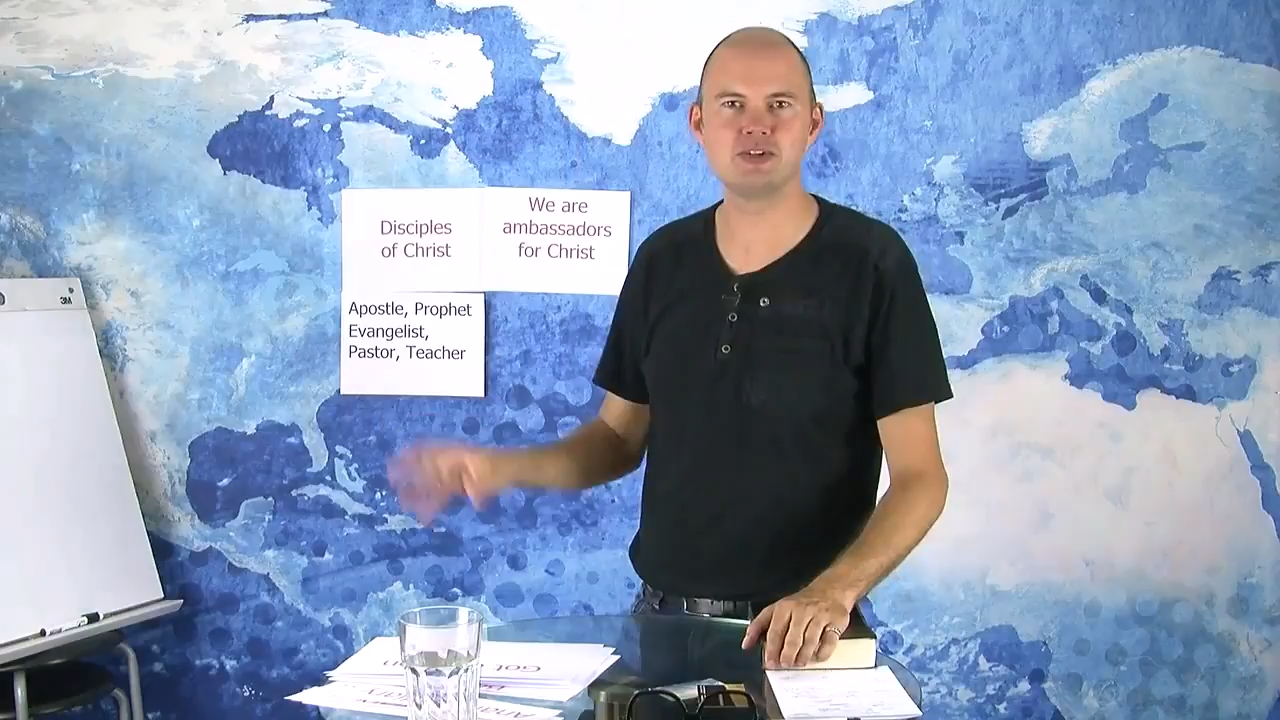 Disciples
of Christ
We are
ambassadors
for Christ
Apostle, Prophet
Evangelist,
Pastor, Teacher
3M